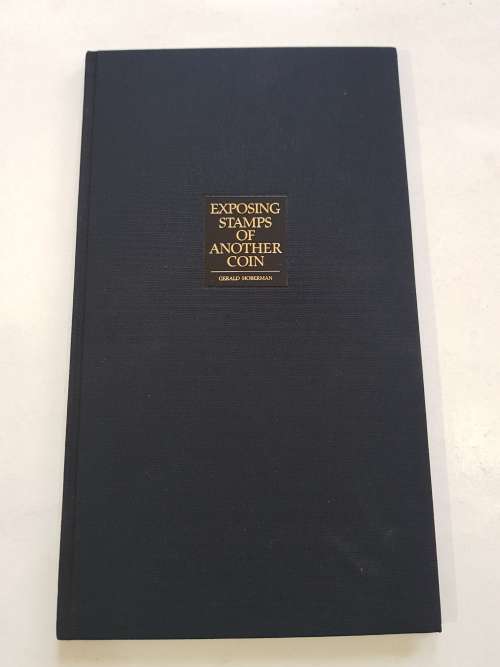 EXPOSING
STAMPS
OF
ANOTHER
COIN
GERALD HOBERMAN